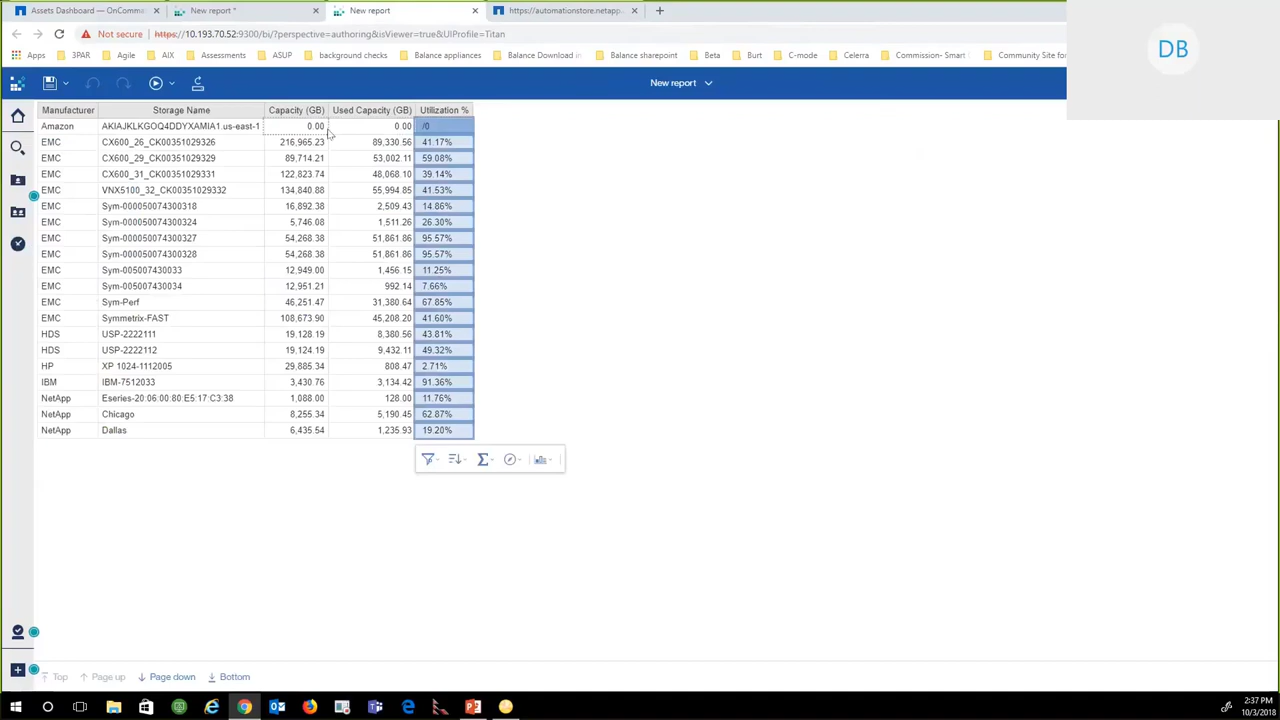 Assets Dashboard — OnComman
New report *
New report
https://automationstore.netapp...
Not secure
https://10.193.70.52:9300/bi/?perspective=authoring&isViewer=true&UIProfile=Titan
Apps
3PAR
Agile
AIX
Assessments
ASUP
background checks
Balance appliances
Balance Download in
Balance sharepoint
Beta
Burt
C-mode
Celerra
Commission- Smart
Community Site for
DB
New report
Manufacturer Storage Name Capacity (GB) Used Capacity (GB) Utilization %
Amazon AKIAJKLKGOQ4DDYXAMIA1.us-east-1 0.00 0.00 /0
EMC CX600_26_CK00351029326 216,965.23 89,330.56 41.17%
EMC CX600_29_CK00351029329 89,714.21 53,002.11 59.08%
EMC CX600_31_CK00351029331 122,823.74 48,068.10 39.14%
EMC VNX5100_32_CK00351029332 134,840.88 55,994.85 41.53%
EMC Sym-000050074300318 16,892.38 2,509.43 14.86%
EMC Sym-000050074300324 5,746.08 1,511.26 26.30%
EMC Sym-000050074300327 54,268.38 51,861.86 95.57%
EMC Sym-000050074300328 54,268.38 51,861.86 95.57%
EMC Sym-005007430033 12,949.00 1,456.15 11.25%
EMC Sym-005007430034 12,951.21 992.14 7.66%
EMC Sym-Perf 46,251.47 31,380.64 67.85%
EMC Symmetrix-FAST 108,673.90 45,208.20 41.60%
HDS USP-2222111 19,128.19 8,380.56 43.81%
HDS USP-2222112 19,124.19 9,432.11 49.32%
HP XP 1024-1112005 29,885.34 808.47 2.71%
IBM IBM-7512033 3,430.76 3,134.42 91.36%
NetApp Eseries-20:06:00:80:E5:17:C3:38 1,088.00 128.00 11.76%
NetApp Chicago 8,255.34 5,190.45 62.87%
NetApp Dallas 6,435.54 1,235.93 19.20%
Top Page up Page down Bottom
2:37 PM
10/3/2018